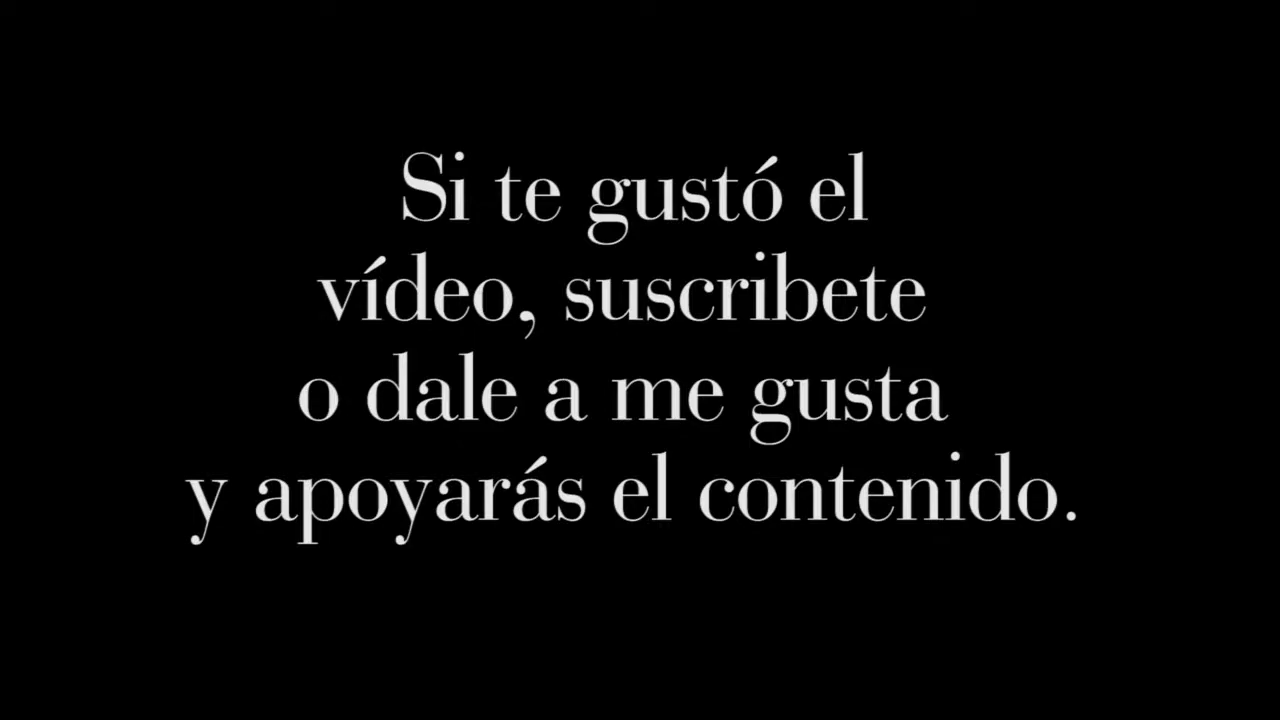 Si te gustó el
vídeo, suscribete
o dale a me gusta
y apoyarás el contenido.